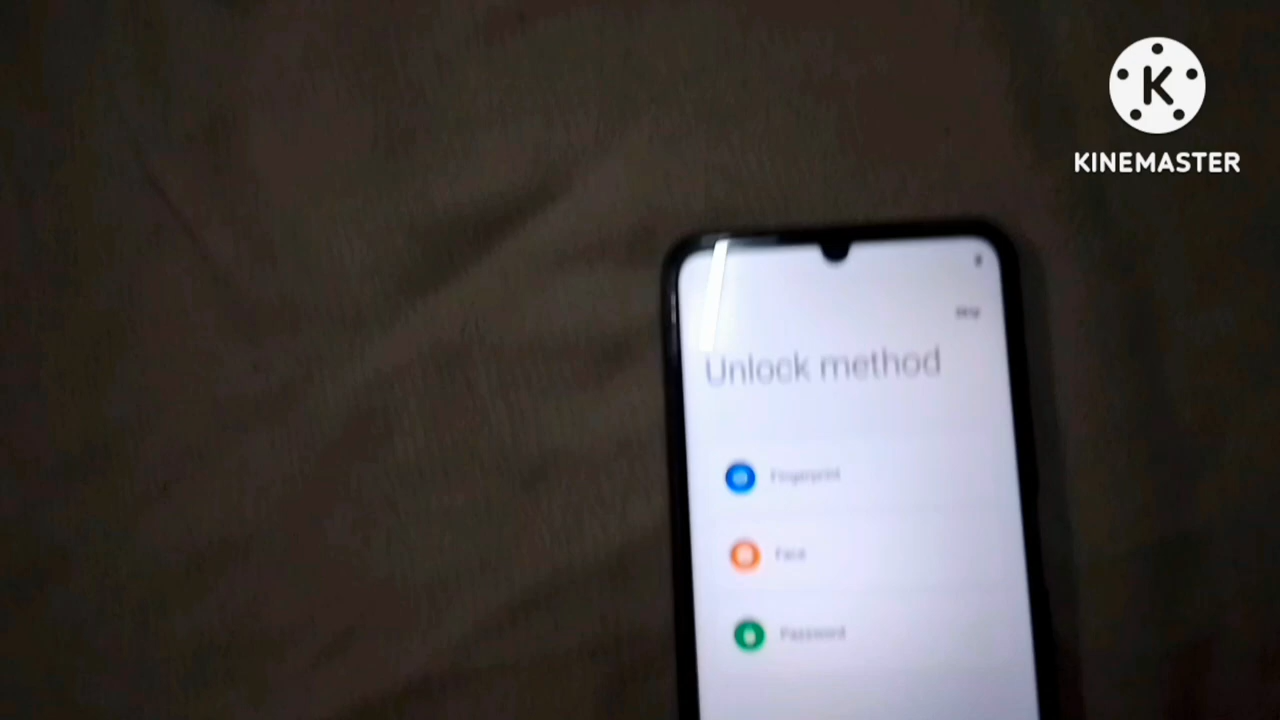 K
KINEMASTER
Unlock method
Fingerprint
Face
Password